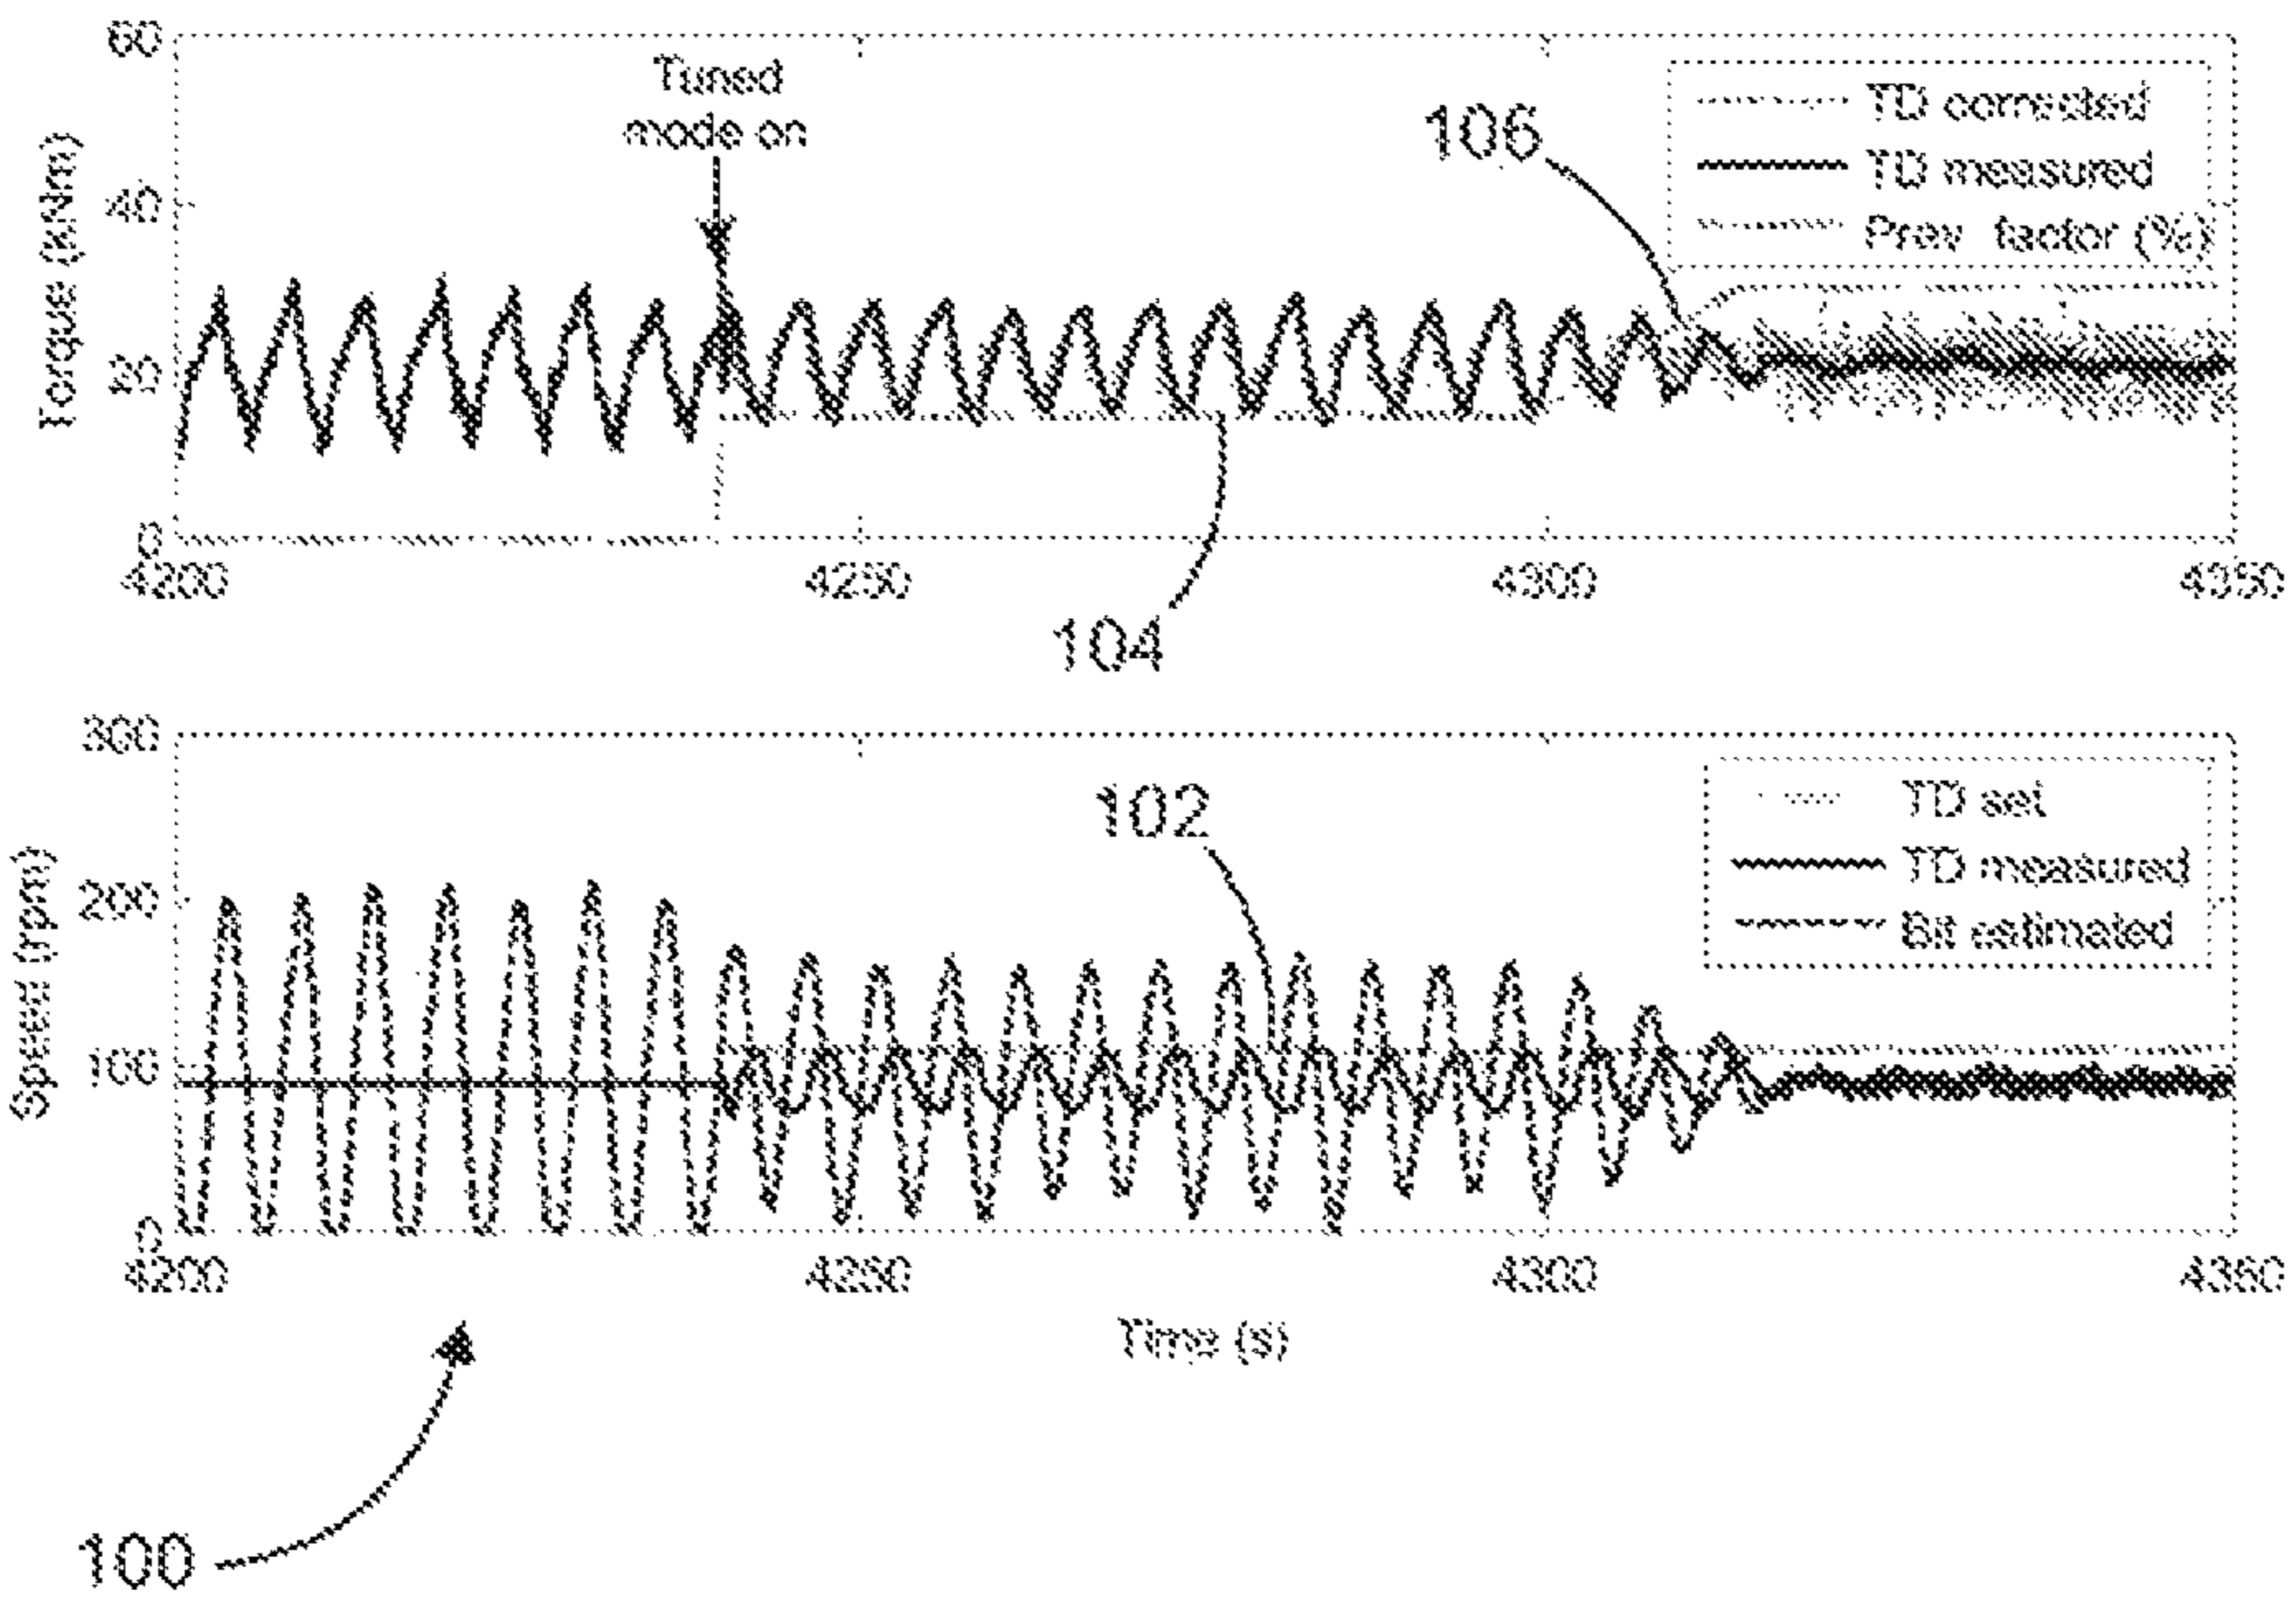 60
Tuned
mode on
106
TD corrected
TD measured
Prev factor (%)
40
Torque (kNm)
20
0
4200
4250
4300
4350
104
300
102
TD set
TD measured
Bit estimated
200
Speed (rpm)
100
0
4200
4250
4300
4350
Time (s)
100